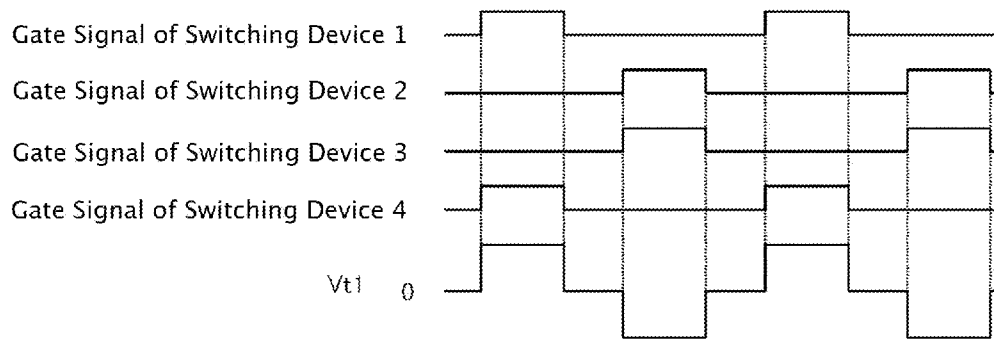 Gate Signal of Switching Device 1
Gate Signal of Switching Device 2
Gate Signal of Switching Device 3
Gate Signal of Switching Device 4
Vt1 0